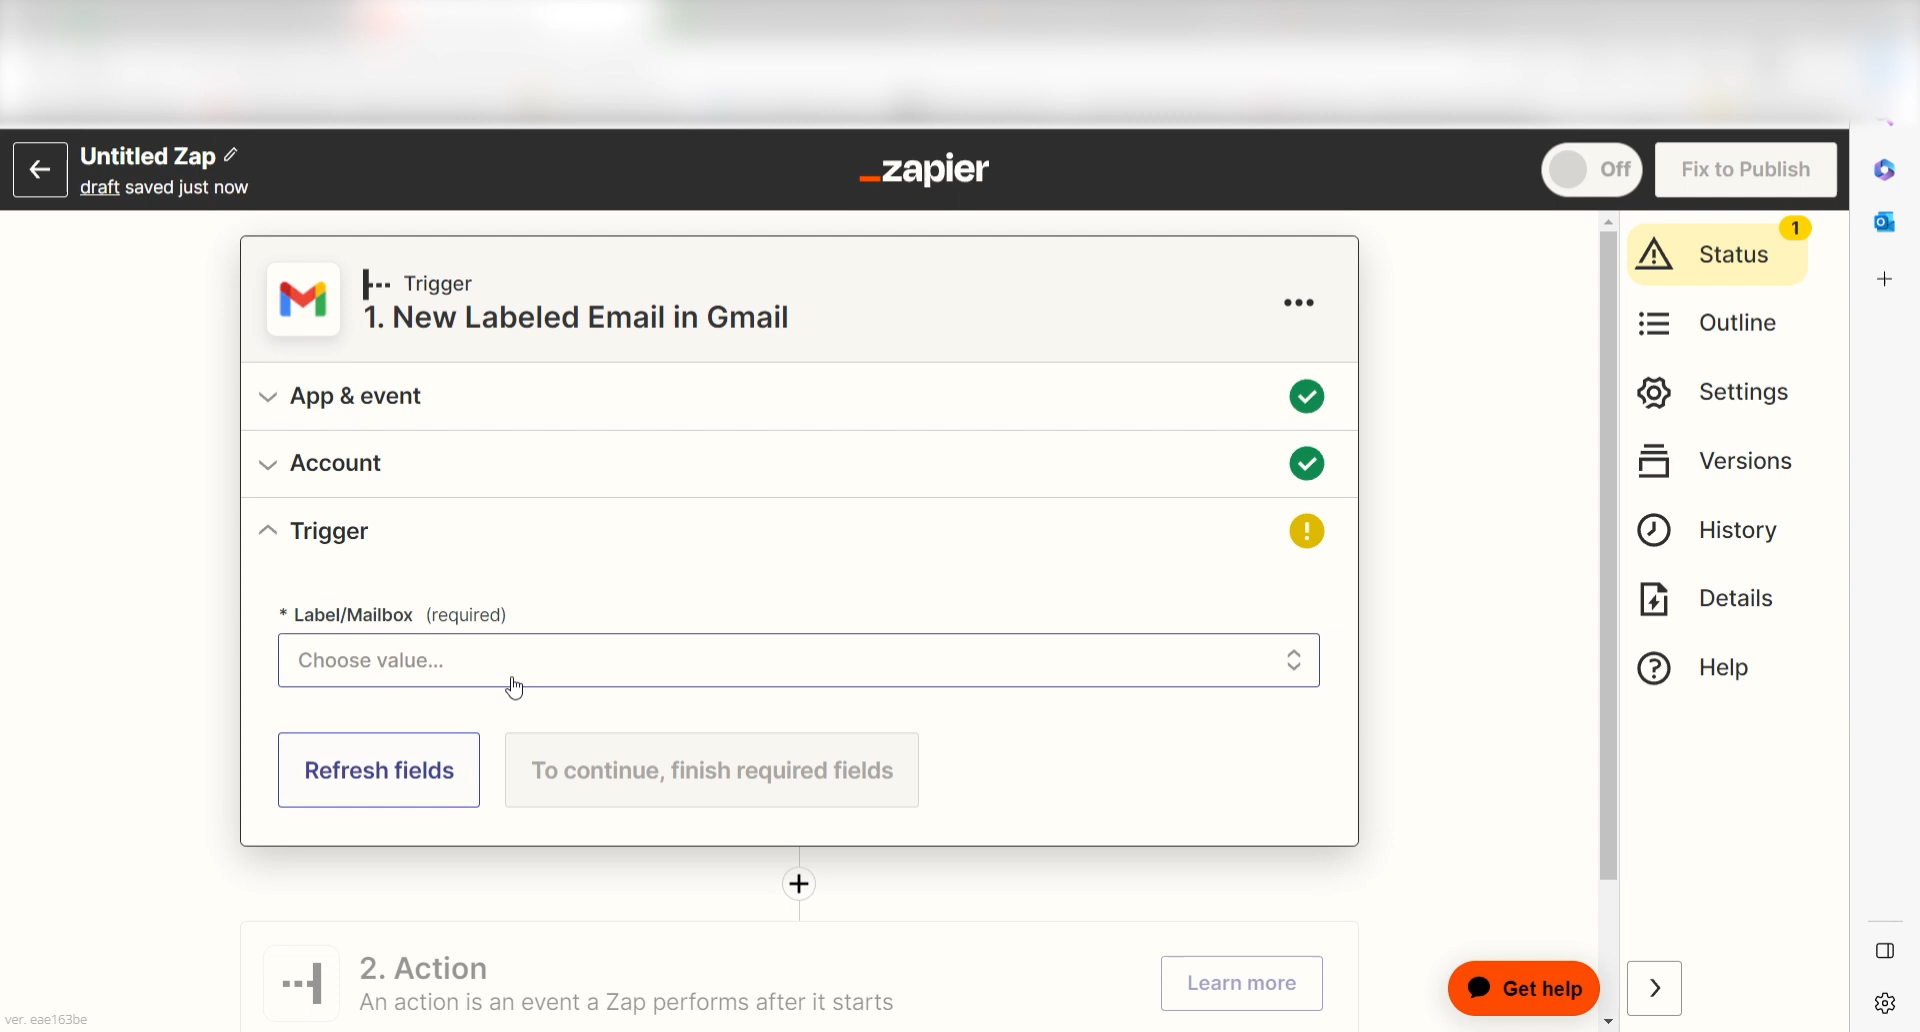 Untitled Zap
draft saved just now
zapier
Off
Fix to Publish
Trigger
1. New Labeled Email in Gmail
App & event
Account
Trigger
* Label/Mailbox (required)
Choose value...
Refresh fields
To continue, finish required fields
2. Action
An action is an event a Zap performs after it starts
Learn more
1
Status
Outline
Settings
Versions
History
Details
Help
Get help
ver. eae163be